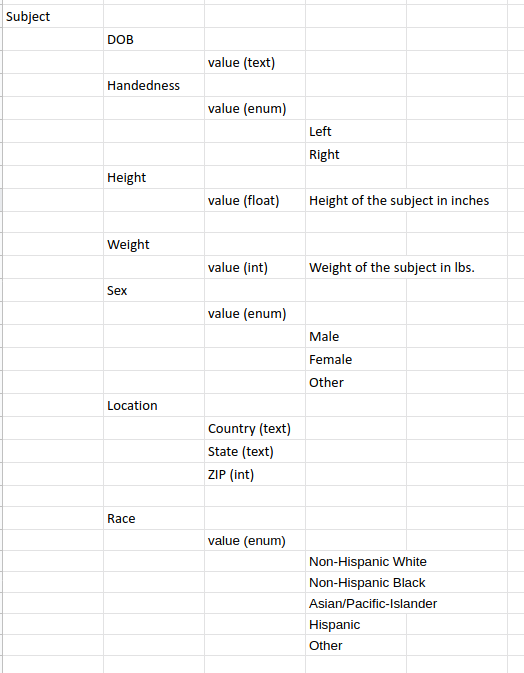 Subject
DOB
value (text)
Handedness
value (enum)
Left
Right
Height
value (float) Height of the subject in inches
Weight
value (int) Weight of the subject in lbs.
Sex
value (enum)
Male
Female
Other
Location
Country (text)
State (text)
ZIP (int)
Race
value (enum)
Non-Hispanic White
Non-Hispanic Black
Asian/Pacific-Islander
Hispanic
Other